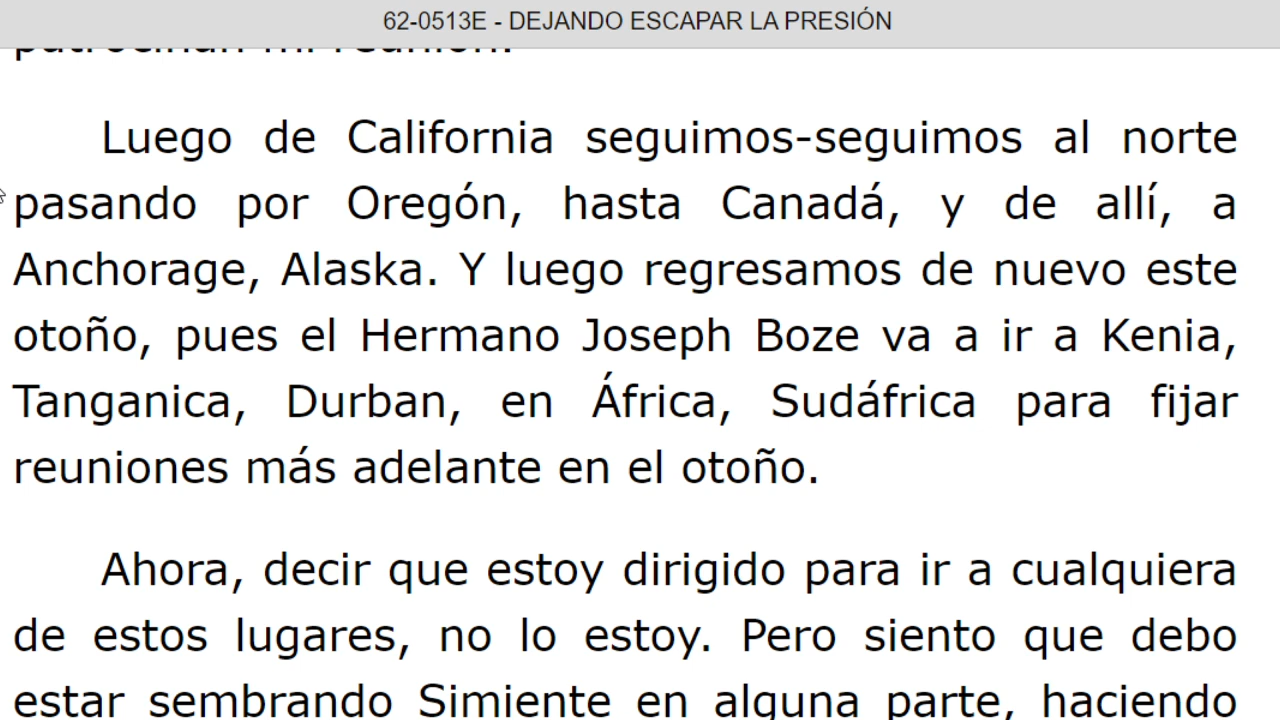 62-0513E - DEJANDO ESCAPAR LA PRESIÓN
patrocinan mi reunión.
Luego de California seguimos-seguimos al norte
pasando por Oregón, hasta Canadá, y de allí, a
Anchorage, Alaska. Y luego regresamos de nuevo este
otoño, pues el Hermano Joseph Boze va a ir a Kenia,
Tanganica, Durban, en África, Sudáfrica para fijar
reuniones más adelante en el otoño.
Ahora, decir que estoy dirigido para ir a cualquiera
de estos lugares, no lo estoy. Pero siento que debo
estar sembrando Simiente en alguna parte, haciendo